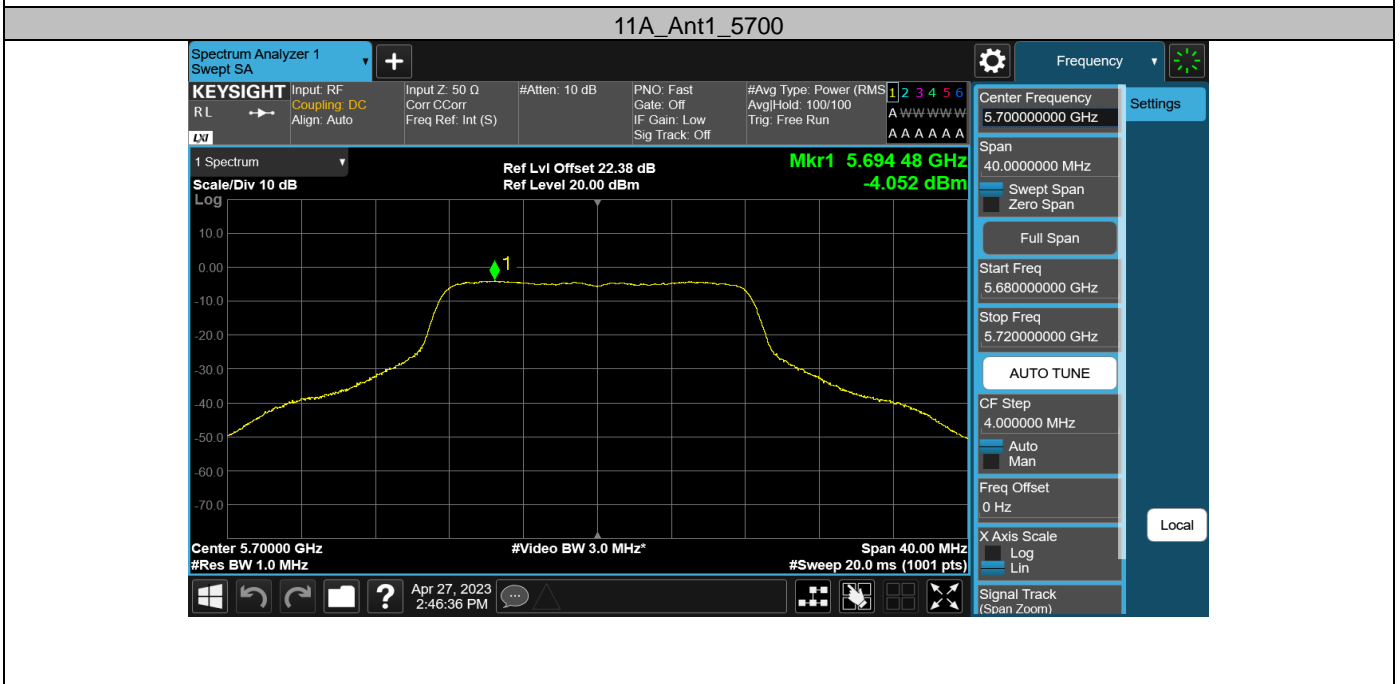 11A_Ant1_5700
Spectrum Analyzer 1
Swept SA
Frequency
KEYSIGHT
RL
LXI
Input: RF
Coupling: DC
Align: Auto
Input Z: 50 Ω
Corr CCorr
Freq Ref: Int (S)
#Atten: 10 dB
PNO: Fast
Gate: Off
IF Gain: Low
Sig Track: Off
#Avg Type: Power (RMS
Avg|Hold: 100/100
Trig: Free Run
1 2 3 4 5 6
A W W W W W
A A A A A A
1 Spectrum
Scale/Div 10 dB
Ref Lvl Offset 22.38 dB
Ref Level 20.00 dBm
Mkr1 5.694 48 GHz
-4.052 dBm
Log
10.0
0.00
-10.0
-20.0
-30.0
-40.0
-50.0
-60.0
-70.0
1
Center 5.70000 GHz
#Res BW 1.0 MHz
#Video BW 3.0 MHz*
Span 40.00 MHz
#Sweep 20.0 ms (1001 pts)
Center Frequency
5.700000000 GHz
Settings
Span
40.0000000 MHz
Swept Span
Zero Span
Full Span
Start Freq
5.680000000 GHz
Stop Freq
5.720000000 GHz
AUTO TUNE
CF Step
4.000000 MHz
Auto
Man
Freq Offset
0 Hz
X Axis Scale
Log
Lin
Local
Signal Track
(Span Zoom)
?
Apr 27, 2023
2:46:36 PM